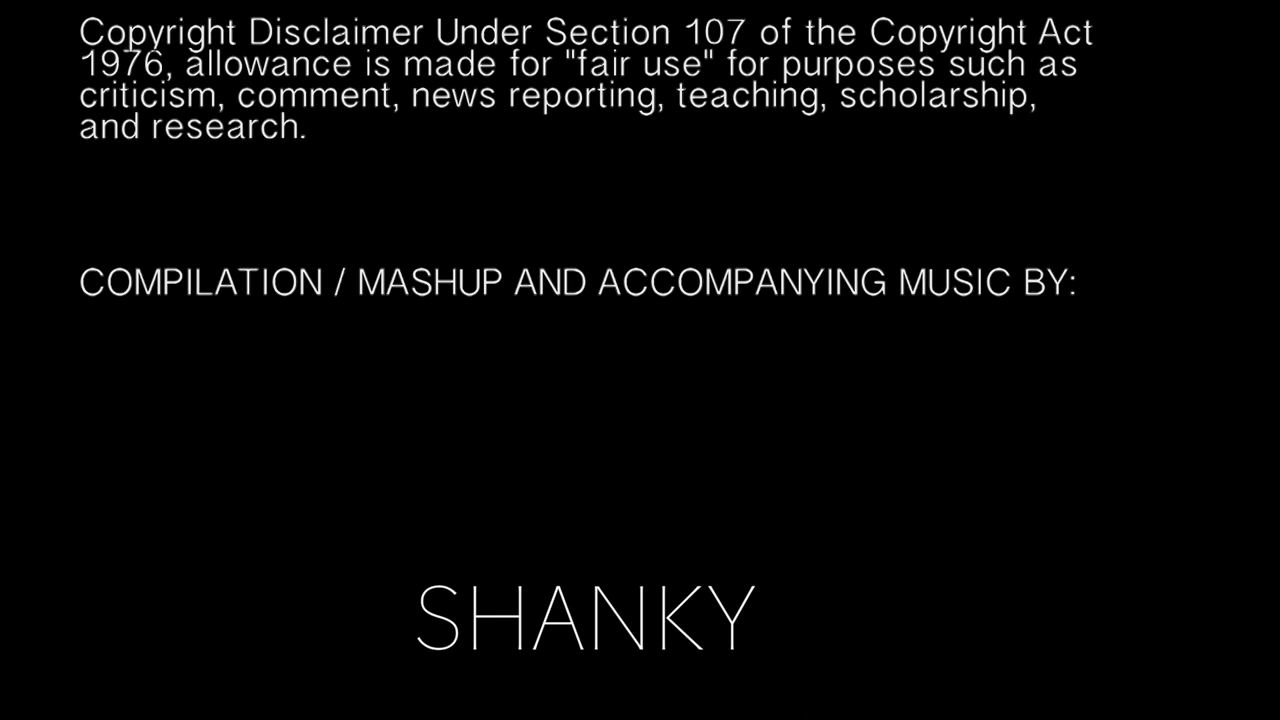 Copyright Disclaimer Under Section 107 of the Copyright Act
1976, allowance is made for "fair use" for purposes such as
criticism, comment, news reporting, teaching, scholarship,
and research.
COMPILATION / MASHUP AND ACCOMPANYING MUSIC BY:
SHANKY